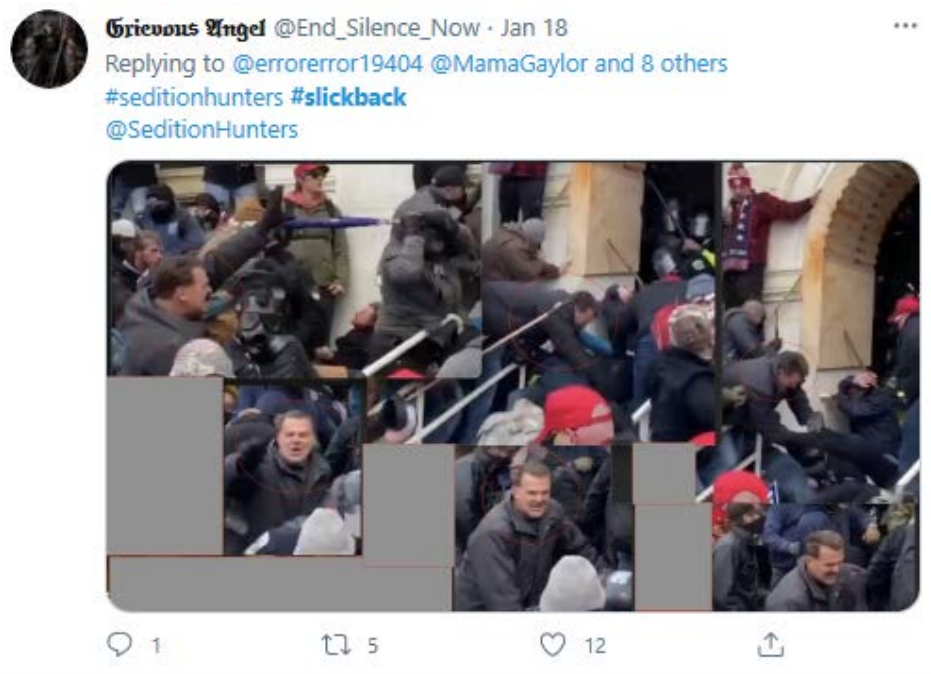 Grievous Angel @End_Silence_Now · Jan 18
Replying to @errorerror19404 @MamaGaylor and 8 others
#seditionhunters #slickback
@SeditionHunters
1 5 12